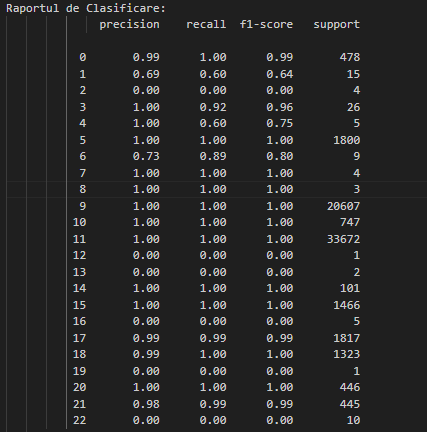 Raportul de Clasificare:
precision recall f1-score support
0 0.99 1.00 0.99 478
1 0.69 0.60 0.64 15
2 0.00 0.00 0.00 4
3 1.00 0.92 0.96 26
4 1.00 0.60 0.75 5
5 1.00 1.00 1.00 1800
6 0.73 0.89 0.80 9
7 1.00 1.00 1.00 4
8 1.00 1.00 1.00 3
9 1.00 1.00 1.00 20607
10 1.00 1.00 1.00 747
11 1.00 1.00 1.00 33672
12 0.00 0.00 0.00 1
13 0.00 0.00 0.00 2
14 1.00 1.00 1.00 101
15 1.00 1.00 1.00 1466
16 0.00 0.00 0.00 5
17 0.99 0.99 0.99 1817
18 0.99 1.00 1.00 1323
19 0.00 0.00 0.00 1
20 1.00 1.00 1.00 446
21 0.98 0.99 0.99 445
22 0.00 0.00 0.00 10